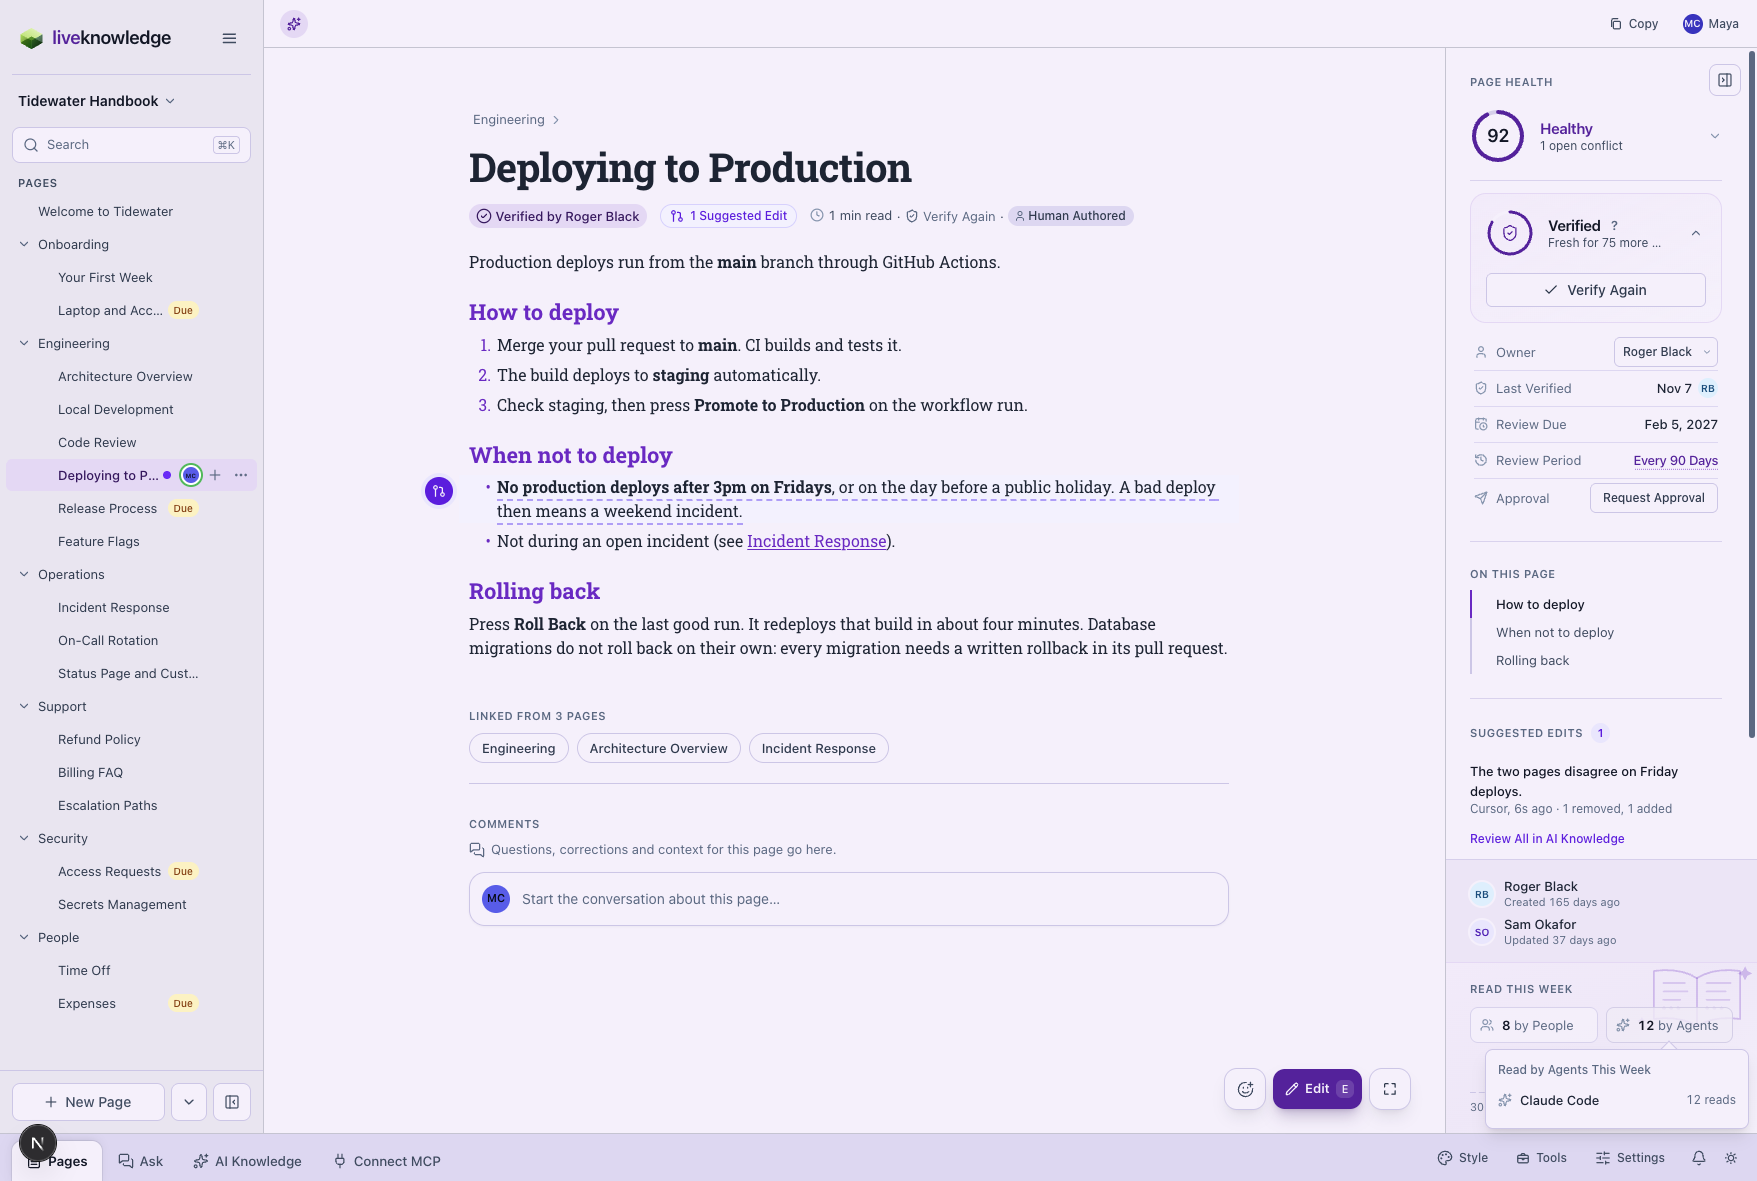 liveknowledge
Tidewater Handbook
Search ⌘K
PAGES
Welcome to Tidewater
Onboarding
Your First Week
Laptop and Acc... Due
Engineering
Architecture Overview
Local Development
Code Review
Deploying to P... MC
Release Process Due
Feature Flags
Operations
Incident Response
On-Call Rotation
Status Page and Cust...
Support
Refund Policy
Billing FAQ
Escalation Paths
Security
Access Requests Due
Secrets Management
People
Time Off
Expenses Due
New Page
N
Copy
MC Maya
Engineering
Deploying to Production
Verified by Roger Black 1 Suggested Edit 1 min read · Verify Again · Human Authored
Production deploys run from the main branch through GitHub Actions.
How to deploy
1. Merge your pull request to main. CI builds and tests it.
2. The build deploys to staging automatically.
3. Check staging, then press Promote to Production on the workflow run.
When not to deploy
• No production deploys after 3pm on Fridays, or on the day before a public holiday. A bad deploy
then means a weekend incident.
• Not during an open incident (see Incident Response).
Rolling back
Press Roll Back on the last good run. It redeploys that build in about four minutes. Database
migrations do not roll back on their own: every migration needs a written rollback in its pull request.
LINKED FROM 3 PAGES
Engineering Architecture Overview Incident Response
COMMENTS
Questions, corrections and context for this page go here.
MC Start the conversation about this page...
Edit E
PAGE HEALTH
92 Healthy
1 open conflict
Verified ?
Fresh for 75 more ...
Verify Again
Owner Roger Black
Last Verified Nov 7 RB
Review Due Feb 5, 2027
Review Period Every 90 Days
Approval Request Approval
ON THIS PAGE
How to deploy
When not to deploy
Rolling back
SUGGESTED EDITS 1
The two pages disagree on Friday
deploys.
Cursor, 6s ago · 1 removed, 1 added
Review All in AI Knowledge
RB Roger Black
Created 165 days ago
SO Sam Okafor
Updated 37 days ago
READ THIS WEEK
8 by People 12 by Agents
Read by Agents This Week
Claude Code 12 reads
30
Pages Ask AI Knowledge Connect MCP
Style Tools Settings